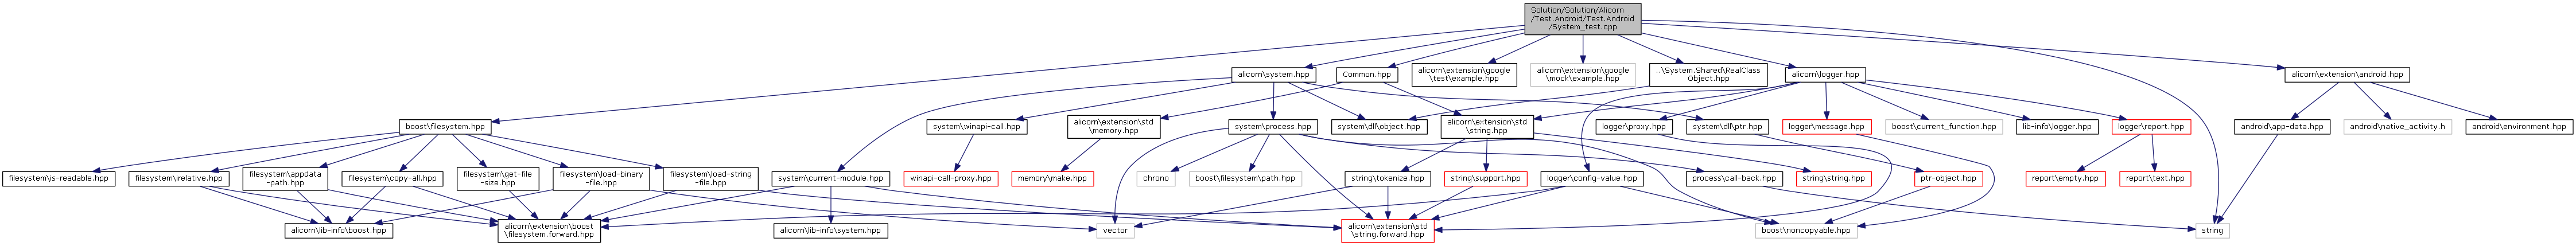 Solution/Solution/Alicorn
/Test.Android/Test.Android
/System_test.cpp
alicorn\system.hpp
Common.hpp
alicorn\extension\google
\test\example.hpp
alicorn\extension\google
\mock\example.hpp
..\System.Shared\RealClass
Object.hpp
alicorn\logger.hpp
alicorn\extension\android.hpp
boost\filesystem.hpp
system\winapi-call.hpp
alicorn\extension\std
\memory.hpp
system\process.hpp
system\dll\object.hpp
alicorn\extension\std
\string.hpp
logger\proxy.hpp
system\dll\ptr.hpp
logger\message.hpp
boost\current_function.hpp
lib-info\logger.hpp
logger\report.hpp
android\app-data.hpp
android\native_activity.h
android\environment.hpp
filesystem\is-readable.hpp
filesystem\irelative.hpp
filesystem\appdata
-path.hpp
filesystem\copy-all.hpp
filesystem\get-file
-size.hpp
filesystem\load-binary
-file.hpp
filesystem\load-string
-file.hpp
system\current-module.hpp
winapi-call-proxy.hpp
memory\make.hpp
chrono
boost\filesystem\path.hpp
string\tokenize.hpp
string\support.hpp
logger\config-value.hpp
process\call-back.hpp
string\string.hpp
ptr-object.hpp
report\empty.hpp
report\text.hpp
alicorn\lib-info\boost.hpp
alicorn\extension\boost
\filesystem.forward.hpp
alicorn\lib-info\system.hpp
vector
alicorn\extension\std
\string.forward.hpp
boost\noncopyable.hpp
string